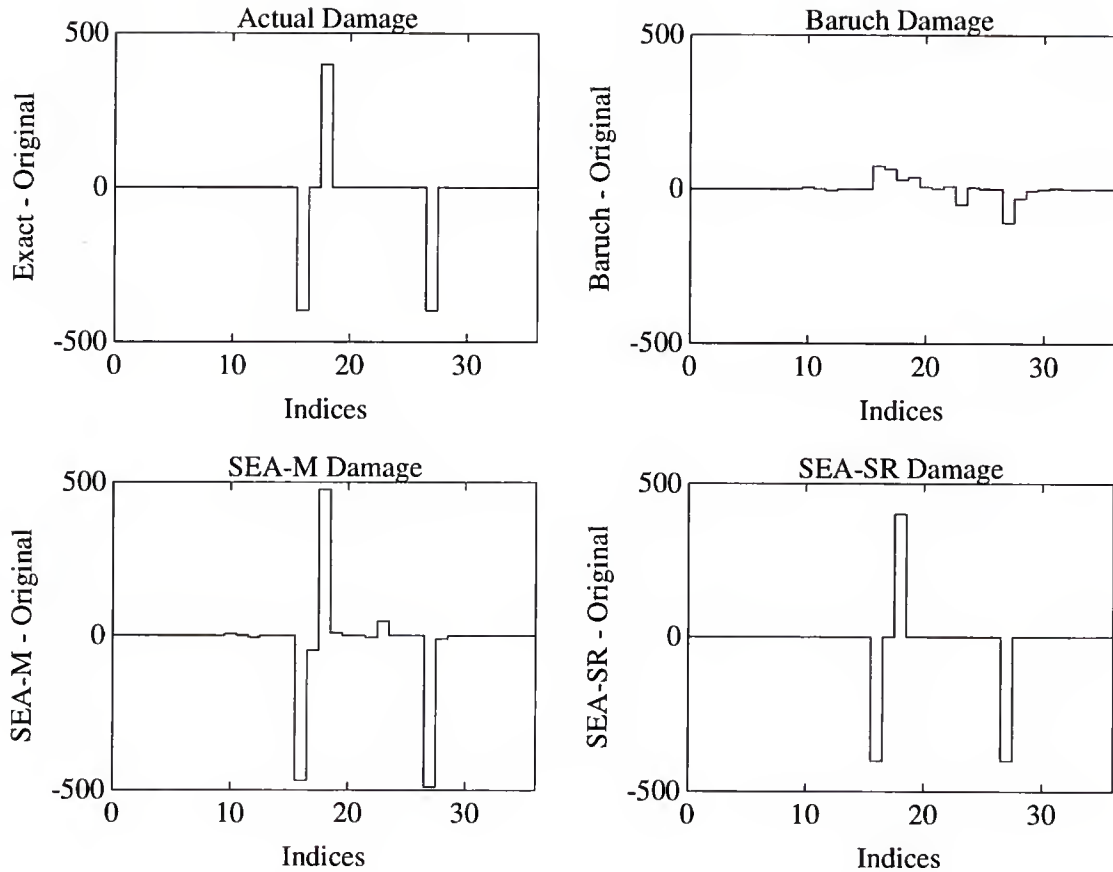 Actual Damage
500
0
-500
Exact - Original
0 10 20 30
Indices
Baruch Damage
500
0
-500
Baruch - Original
0 10 20 30
Indices
SEA-M Damage
500
0
-500
SEA-M - Original
0 10 20 30
Indices
SEA-SR Damage
500
0
-500
SEA-SR - Original
0 10 20 30
Indices